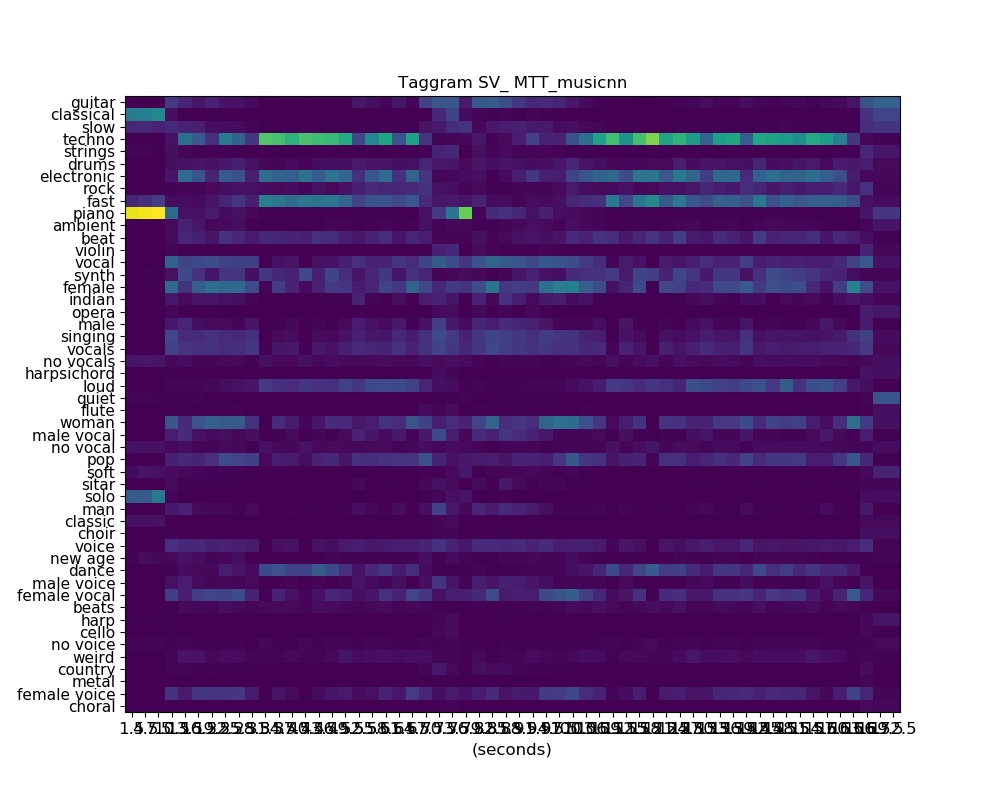 Taggram SV_ MTT_musicnn
guitar
classical
slow
techno
strings
drums
electronic
rock
fast
piano
ambient
beat
violin
vocal
synth
female
indian
opera
male
singing
vocals
no vocals
harpsichord
loud
quiet
flute
woman
male vocal
no vocal
pop
soft
sitar
solo
man
classic
choir
voice
new age
dance
male voice
female vocal
beats
harp
cello
no voice
weird
country
metal
female voice
choral
(seconds)